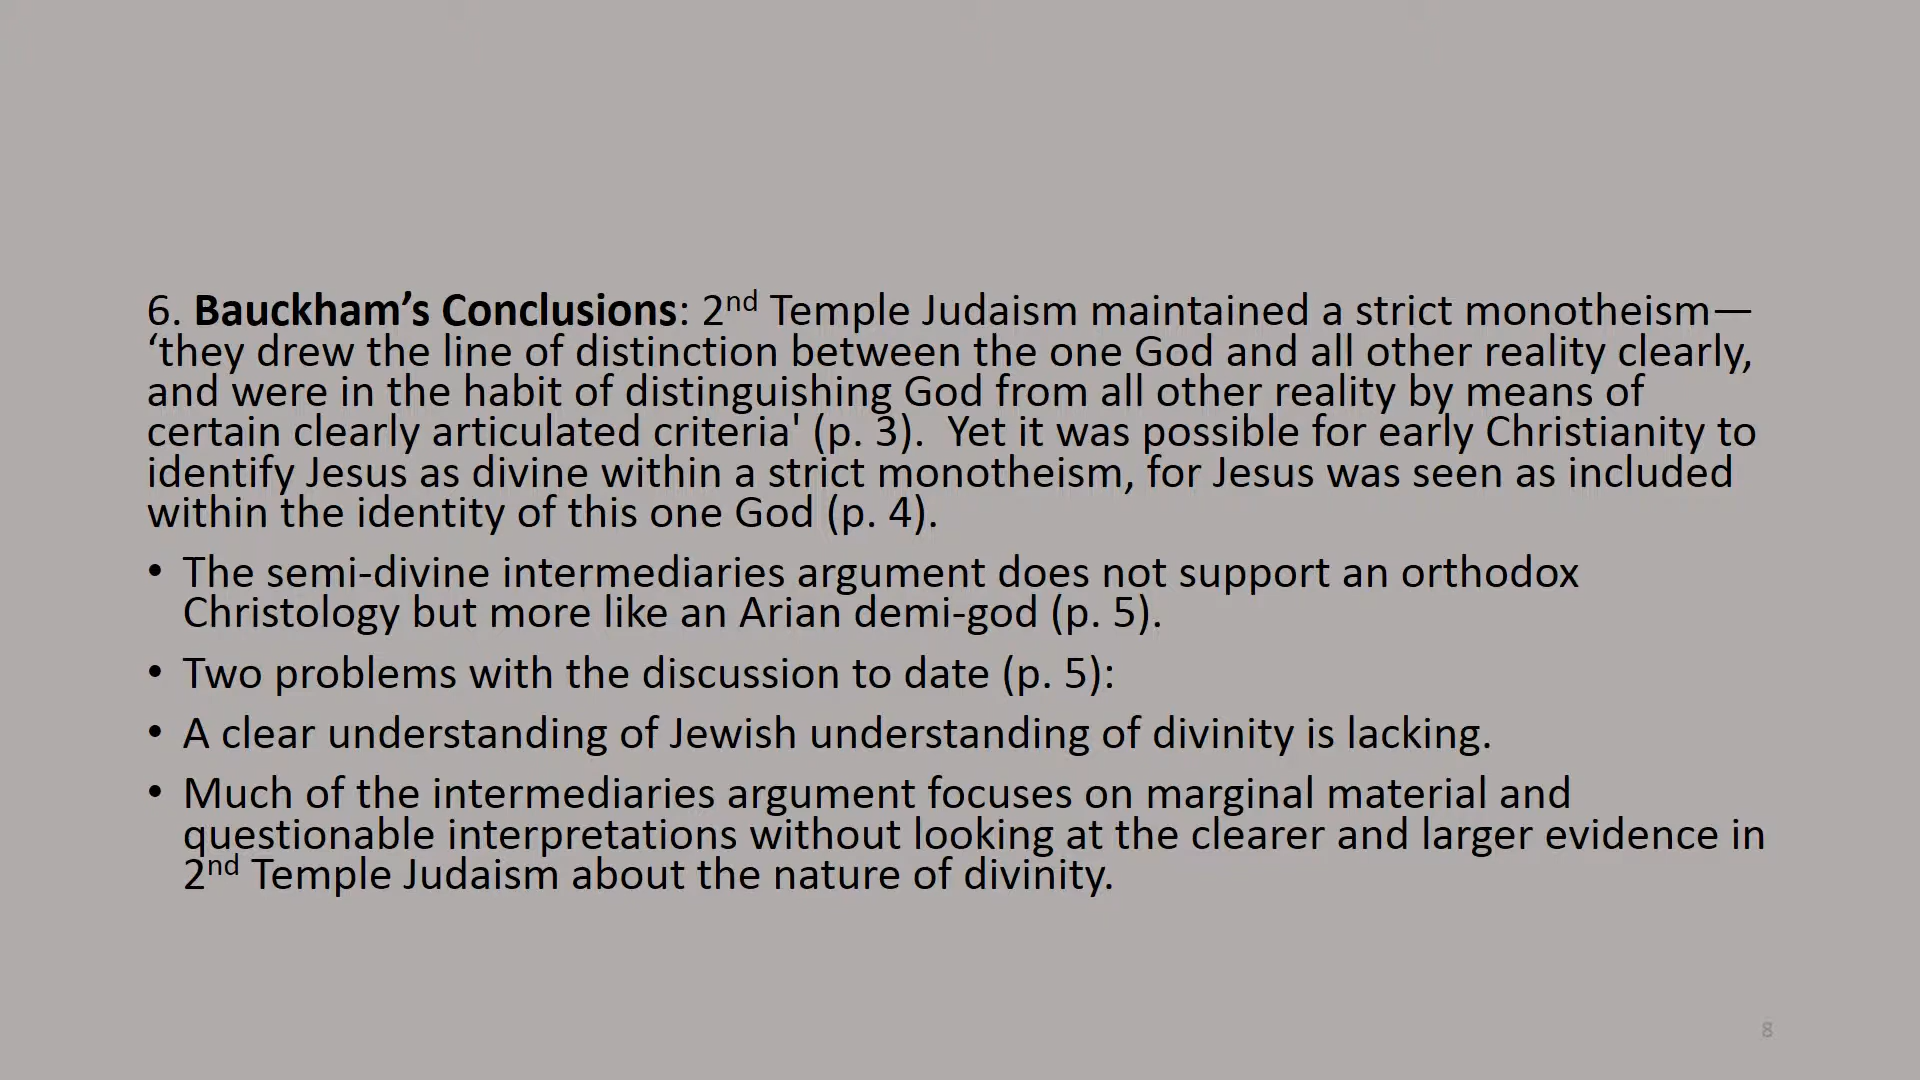 6. Bauckham’s Conclusions: 2nd Temple Judaism maintained a strict monotheism—
‘they drew the line of distinction between the one God and all other reality clearly,
and were in the habit of distinguishing God from all other reality by means of
certain clearly articulated criteria' (p. 3).  Yet it was possible for early Christianity to
identify Jesus as divine within a strict monotheism, for Jesus was seen as included
within the identity of this one God (p. 4).
• The semi-divine intermediaries argument does not support an orthodox
Christology but more like an Arian demi-god (p. 5).
• Two problems with the discussion to date (p. 5):
• A clear understanding of Jewish understanding of divinity is lacking.
• Much of the intermediaries argument focuses on marginal material and
questionable interpretations without looking at the clearer and larger evidence in
2nd Temple Judaism about the nature of divinity.
8